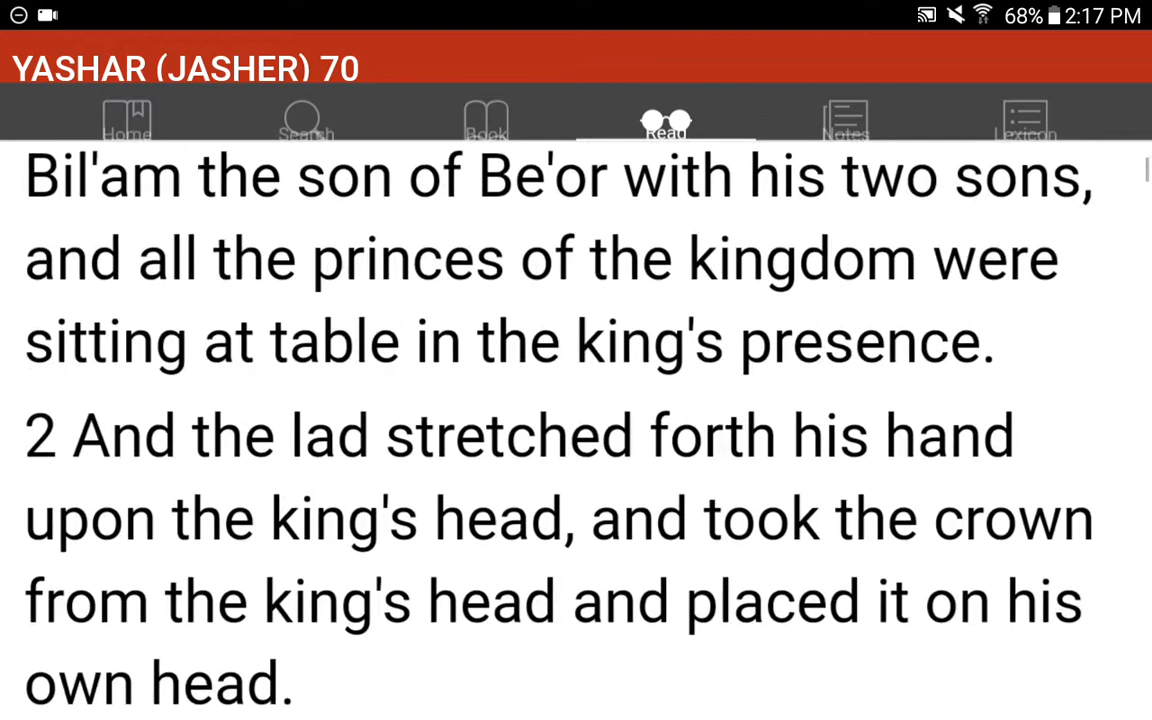 68% 2:17 PM
YASHAR (JASHER) 70
Home Search Book Read Notes Lexicon
Bil'am the son of Be'or with his two sons,
and all the princes of the kingdom were
sitting at table in the king's presence.
2 And the lad stretched forth his hand
upon the king's head, and took the crown
from the king's head and placed it on his
own head.